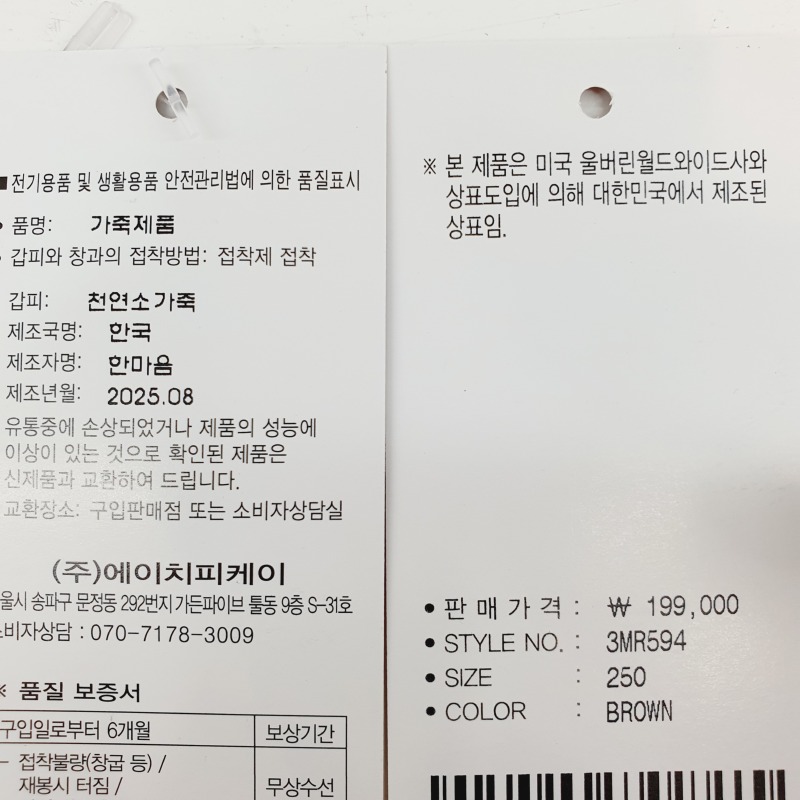 ■ 전기용품 및 생활용품 안전관리법에 의한 품질표시
• 품명: 가죽제품
• 갑피와 창과의 접착방법: 접착제 접착
갑피: 천연소가죽
제조국명: 한국
제조자명: 한마음
제조년월: 2025.08
유통중에 손상되었거나 제품의 성능에
이상이 있는 것으로 확인된 제품은
신제품과 교환하여 드립니다.
교환장소: 구입판매점 또는 소비자상담실
(주)에이치피케이
울시 송파구 문정동 292번지 가든파이브 툴동 9층 S-31호
비자상담 : 070-7178-3009
※ 품질 보증서
구입일로부터 6개월 보상기간
- 접착불량(창굽 등) /
재봉시 터짐 / 무상수선
※ 본 제품은 미국 울버린월드와이드사와
상표도입에 의해 대한민국에서 제조된
상표임.
• 판매가격 : ₩ 199,000
• STYLE NO. : 3MR594
• SIZE : 250
• COLOR : BROWN